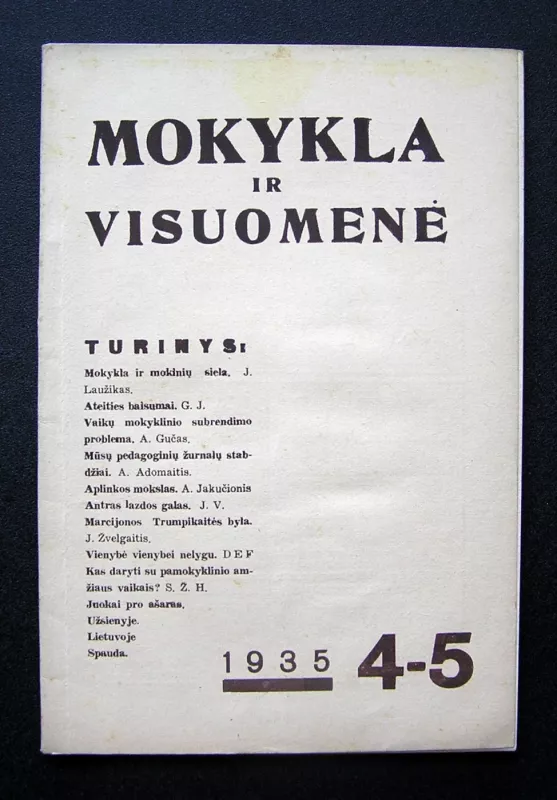 MOKYKLA
IR
VISUOMENĖ
TURINYS:
Mokykla ir mokinių siela. J.
Laužikas.
Ateities baisumai. G. J.
Vaikų mokyklinio subrendimo
problema. A. Gučas.
Mūsų pedagoginių žurnalų stab-
džiai. A. Adomaitis.
Aplinkos mokslas. A. Jakučionis
Antras lazdos galas. J. V.
Marcijonos Trumpikaitės byla.
J. Žvelgaitis.
Vienybė vienybei nelygu. D E F
Kas daryti su pamokyklinio am-
žiaus vaikais? S. Ž. H.
Juokai pro ašaras.
Užsienyje.
Lietuvoje
Spauda.
1935 4-5